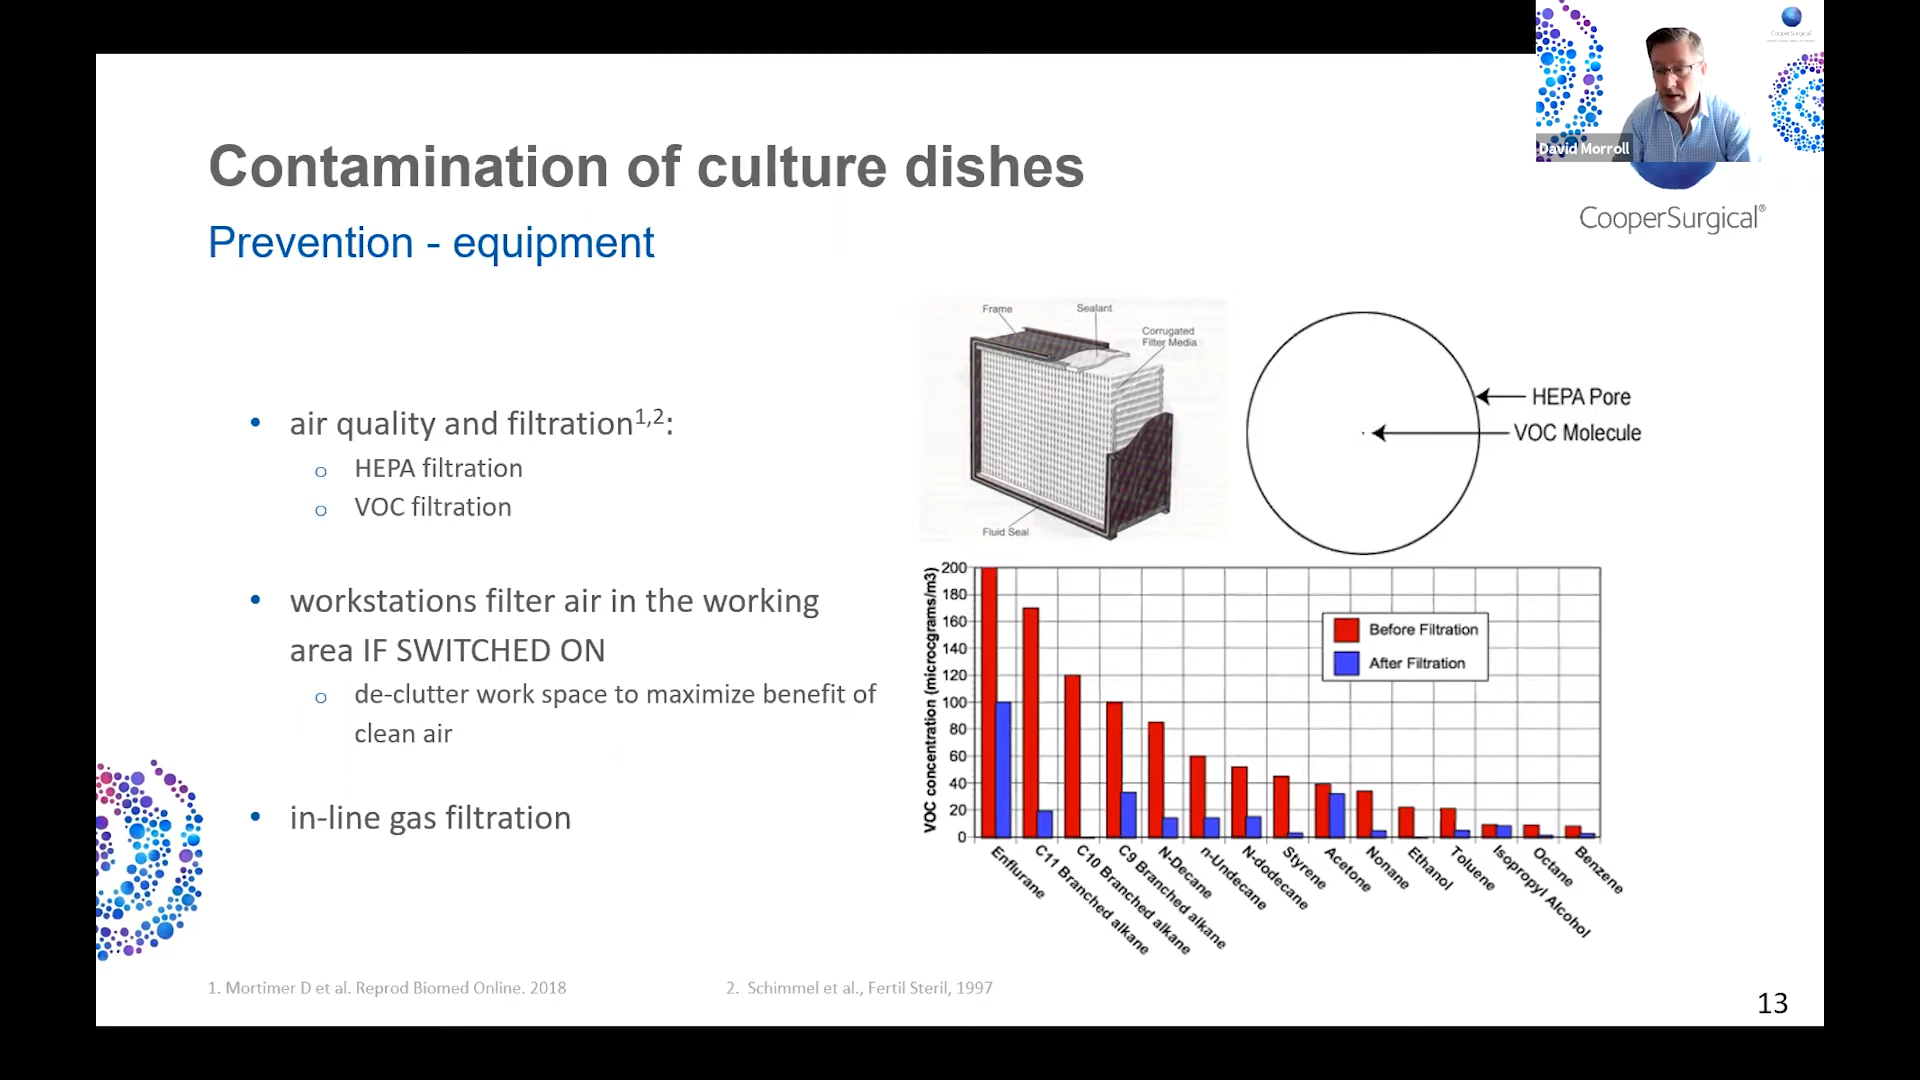 David Morroll
CooperSurgical®
Contamination of culture dishes
Prevention - equipment
• air quality and filtration1,2:
o HEPA filtration
o VOC filtration
• workstations filter air in the working
area IF SWITCHED ON
o de-clutter work space to maximize benefit of
clean air
• in-line gas filtration
Frame
Sealant
Corrugated
Filter Media
Fluid Seal
HEPA Pore
VOC Molecule
VOC concentration (microcgrams/m3)
200
180
160
140
120
100
80
60
40
20
0
Before Filtration
After Filtration
Enflurane
C11 Branched alkane
C10 Branched alkane
C9 Branched alkane
N-Decane
n-Undecane
N-dodecane
Styrene
Acetone
Nonane
Ethanol
Toluene
Isopropyl Alcohol
Octane
Benzene
1. Mortimer D et al. Reprod Biomed Online. 2018
2. Schimmel et al., Fertil Steril, 1997
13